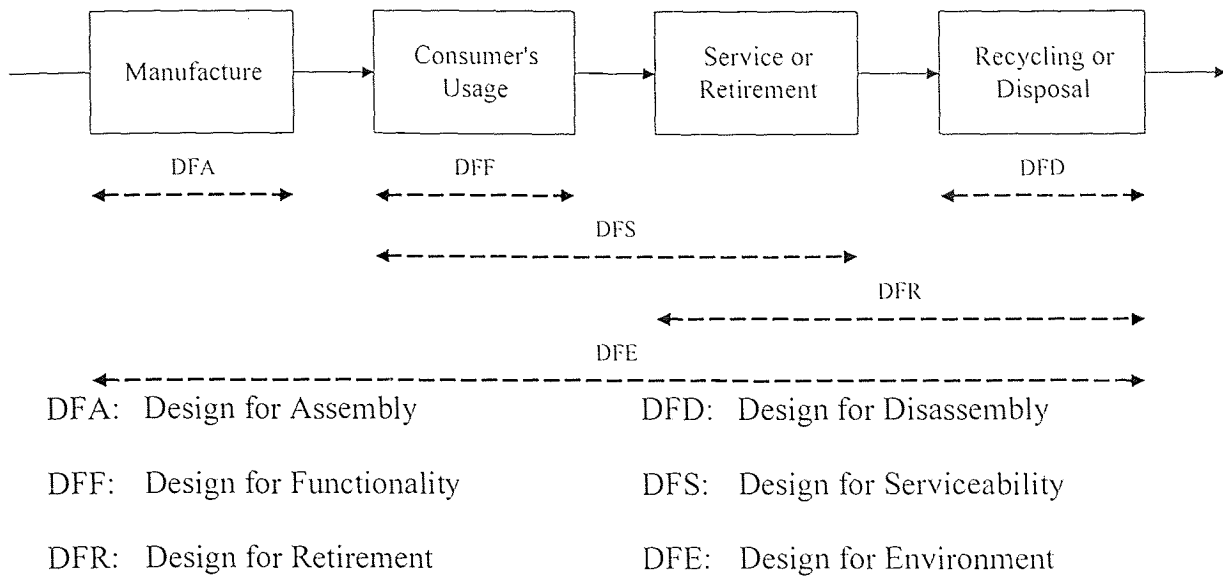 Manufacture
Consumer's
Usage
Service or
Retirement
Recycling or
Disposal
DFA
DFF
DFD
DFS
DFR
DFE
DFA: Design for Assembly
DFD: Design for Disassembly
DFF: Design for Functionality
DFS: Design for Serviceability
DFR: Design for Retirement
DFE: Design for Environment